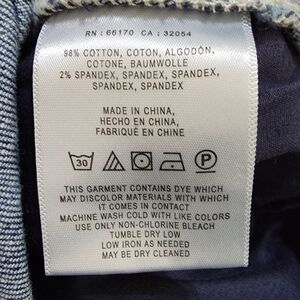 RN : 66170 CA : 32054
98% COTTON, COTON, ALGODÓN,
COTONE, BAUMWOLLE
2% SPANDEX, SPANDEX, SPANDEX,
SPANDEX, SPANDEX
MADE IN CHINA,
HECHO EN CHINA,
FABRIQUÉ EN CHINE
30 P
THIS GARMENT CONTAINS DYE WHICH
MAY DISCOLOR MATERIALS WITH WHICH
IT COMES IN CONTACT
MACHINE WASH COLD WITH LIKE COLORS
USE ONLY NON-CHLORINE BLEACH
TUMBLE DRY LOW
LOW IRON AS NEEDED
MAY BE DRY CLEANED